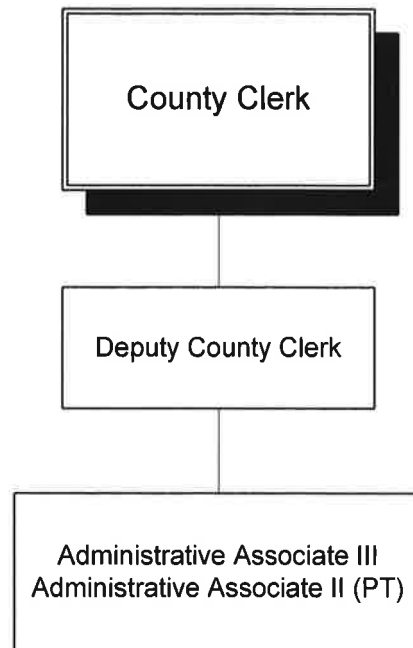 County Clerk
Deputy County Clerk
Administrative Associate III
Administrative Associate II (PT)